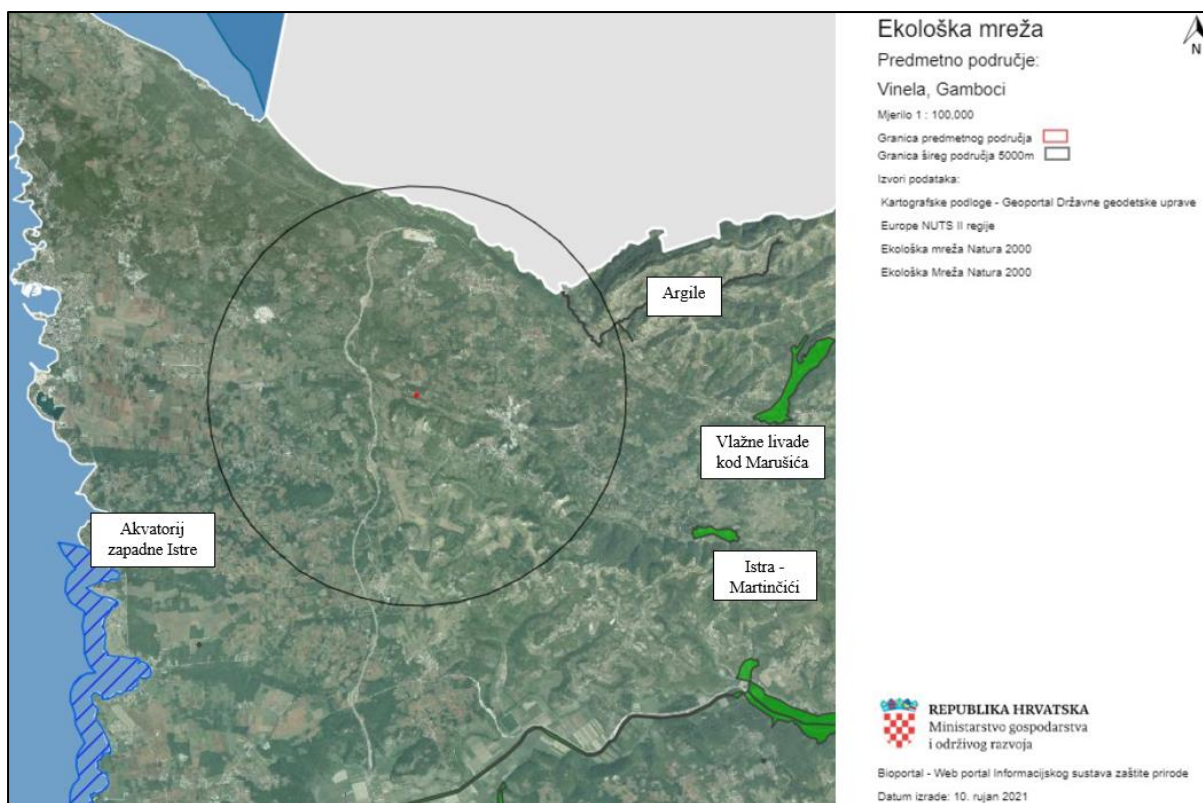 Argile
Vlažne livade
kod Marušića
Akvatorij
zapadne Istre
Istra -
Martinčići
Ekološka mreža
N
Predmetno područje:
Vinela, Gamboci
Mjerilo 1 : 100,000
Granica predmetnog područja
Granica šireg područja 5000m
Izvori podataka:
Kartografske podloge - Geoportal Državne geodetske uprave
Europe NUTS II regije
Ekološka mreža Natura 2000
Ekološka Mreža Natura 2000
REPUBLIKA HRVATSKA
Ministarstvo gospodarstva
i održivog razvoja
Bioportal - Web portal Informacijskog sustava zaštite prirode
Datum izrade: 10. rujan 2021